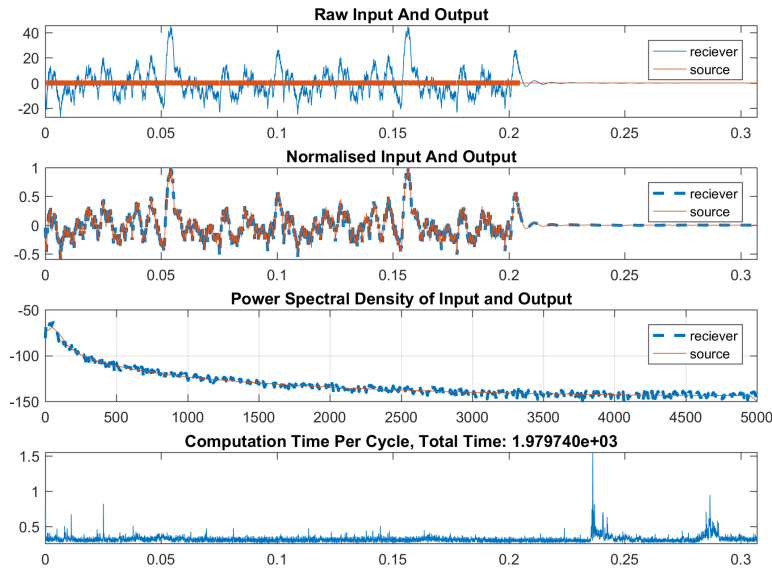 Raw Input And Output
40
20
0
-20
reciever
source
0 0.05 0.1 0.15 0.2 0.25 0.3
Normalised Input And Output
1
0.5
0
-0.5
reciever
source
0 0.05 0.1 0.15 0.2 0.25 0.3
Power Spectral Density of Input and Output
-50
-100
-150
reciever
source
0 500 1000 1500 2000 2500 3000 3500 4000 4500 5000
Computation Time Per Cycle, Total Time: 1.979740e+03
1.5
1
0.5
0 0.05 0.1 0.15 0.2 0.25 0.3